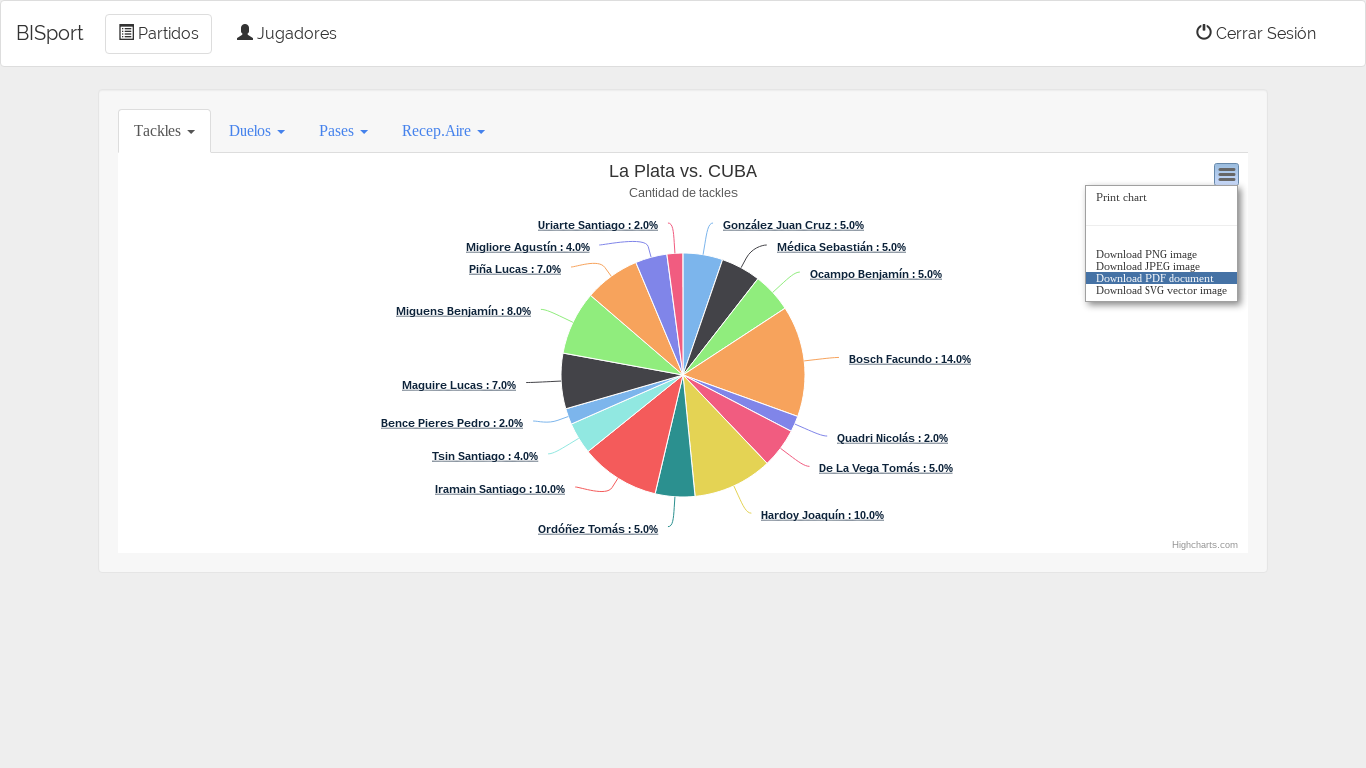 BISport
Partidos
Jugadores
Cerrar Sesión
Tackles
Duelos
Pases
Recep.Aire
La Plata vs. CUBA
Cantidad de tackles
Print chart
Download PNG image
Download JPEG image
Download PDF document
Download SVG vector image
Uriarte Santiago : 2.0%
González Juan Cruz : 5.0%
Migliore Agustín : 4.0%
Médica Sebastián : 5.0%
Piña Lucas : 7.0%
Ocampo Benjamín : 5.0%
Miguens Benjamín : 8.0%
Bosch Facundo : 14.0%
Maguire Lucas : 7.0%
Bence Pieres Pedro : 2.0%
Quadri Nicolás : 2.0%
Tsin Santiago : 4.0%
De La Vega Tomás : 5.0%
Iramain Santiago : 10.0%
Hardoy Joaquín : 10.0%
Ordóñez Tomás : 5.0%
Highcharts.com